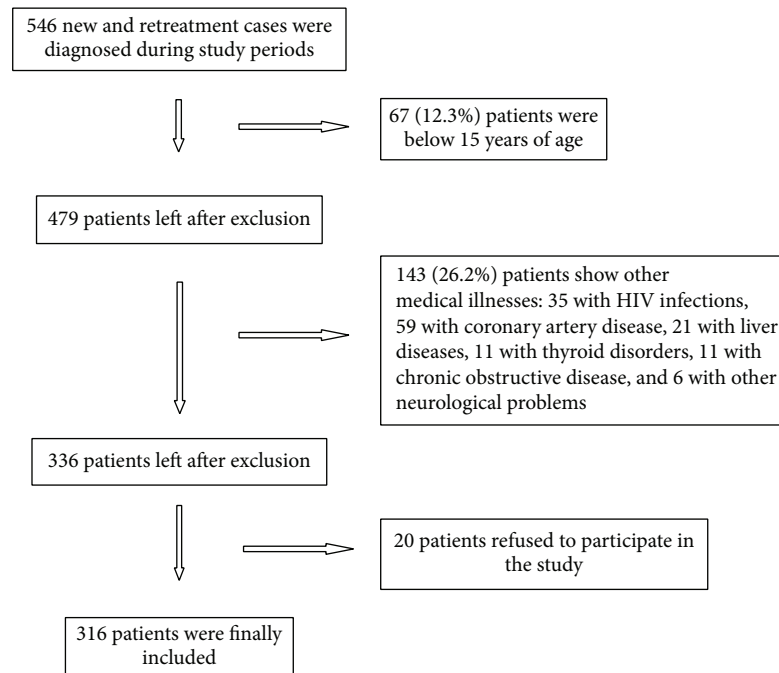 546 new and retreatment cases were
diagnosed during study periods
67 (12.3%) patients were
below 15 years of age
479 patients left after exclusion
143 (26.2%) patients show other
medical illnesses: 35 with HIV infections,
59 with coronary artery disease, 21 with liver
diseases, 11 with thyroid disorders, 11 with
chronic obstructive disease, and 6 with other
neurological problems
336 patients left after exclusion
20 patients refused to participate in
the study
316 patients were finally
included